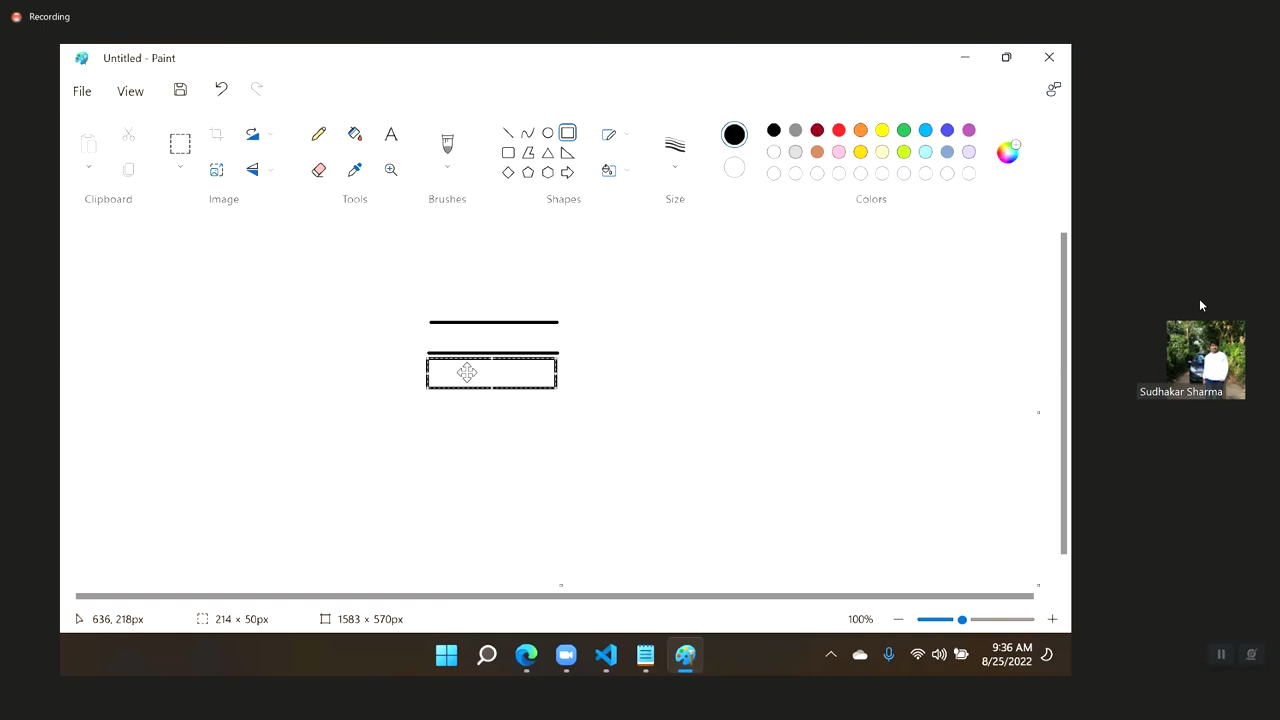 Recording
Untitled - Paint
File View
Clipboard Image Tools Brushes Shapes Size Colors
Sudhakar Sharma
636, 218px 214 × 50px 1583 × 570px 100%
9:36 AM
8/25/2022